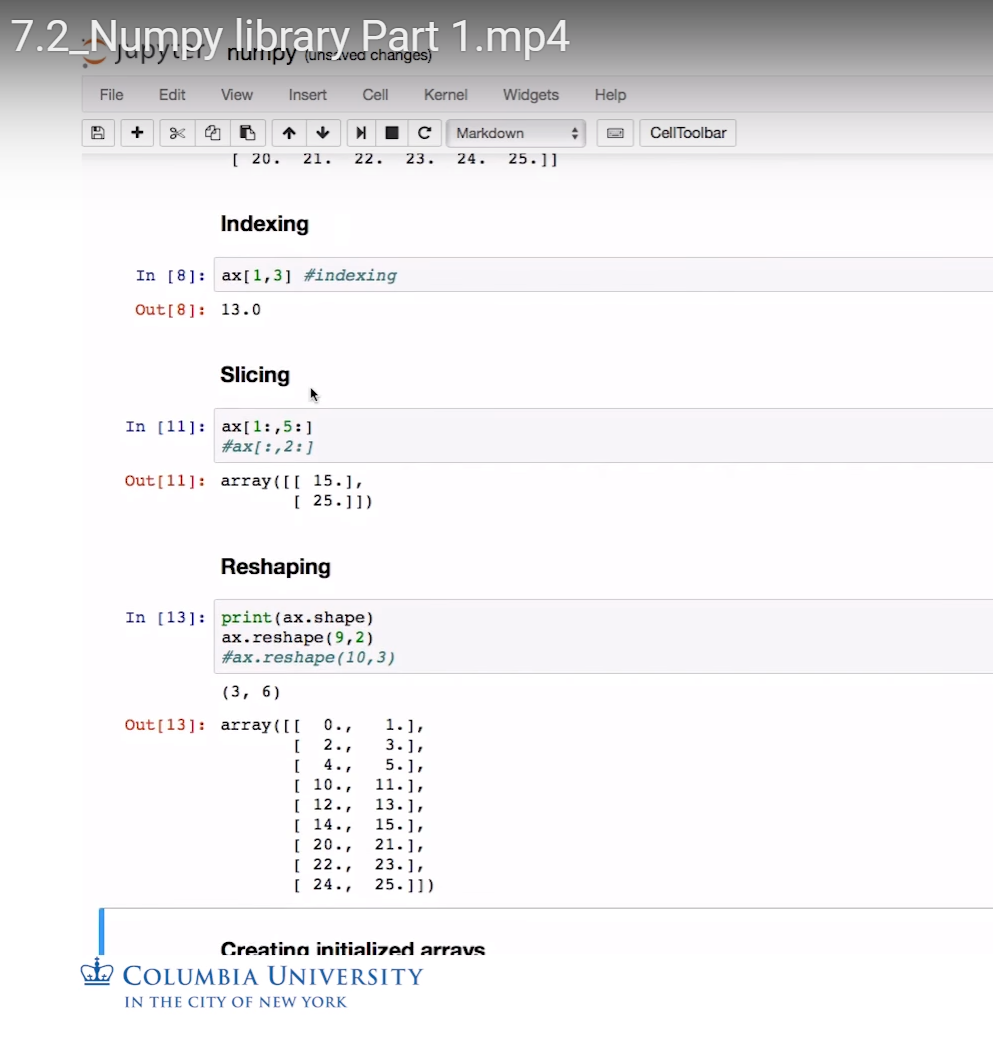 7.2_Numpy library Part 1.mp4
Jupyter numpy (unsaved changes)
File Edit View Insert Cell Kernel Widgets Help
Markdown CellToolbar
[ 20. 21. 22. 23. 24. 25.]]
Indexing
In [8]: ax[1,3] #indexing
Out[8]: 13.0
Slicing
In [11]: ax[1:,5:]
#ax[:,2:]
Out[11]: array([[ 15.],
[ 25.]])
Reshaping
In [13]: print(ax.shape)
ax.reshape(9,2)
#ax.reshape(10,3)
(3, 6)
Out[13]: array([[ 0., 1.],
[ 2., 3.],
[ 4., 5.],
[ 10., 11.],
[ 12., 13.],
[ 14., 15.],
[ 20., 21.],
[ 22., 23.],
[ 24., 25.]])
Creating initialized arrays
COLUMBIA UNIVERSITY
IN THE CITY OF NEW YORK